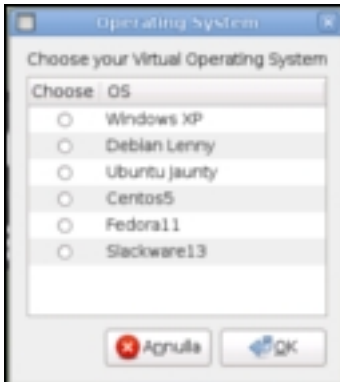 Operating System
Choose your Virtual Operating System
Choose OS
Windows XP
Debian Lenny
Ubuntu Jaunty
Centos5
Fedora11
Slackware13
Annulla OK